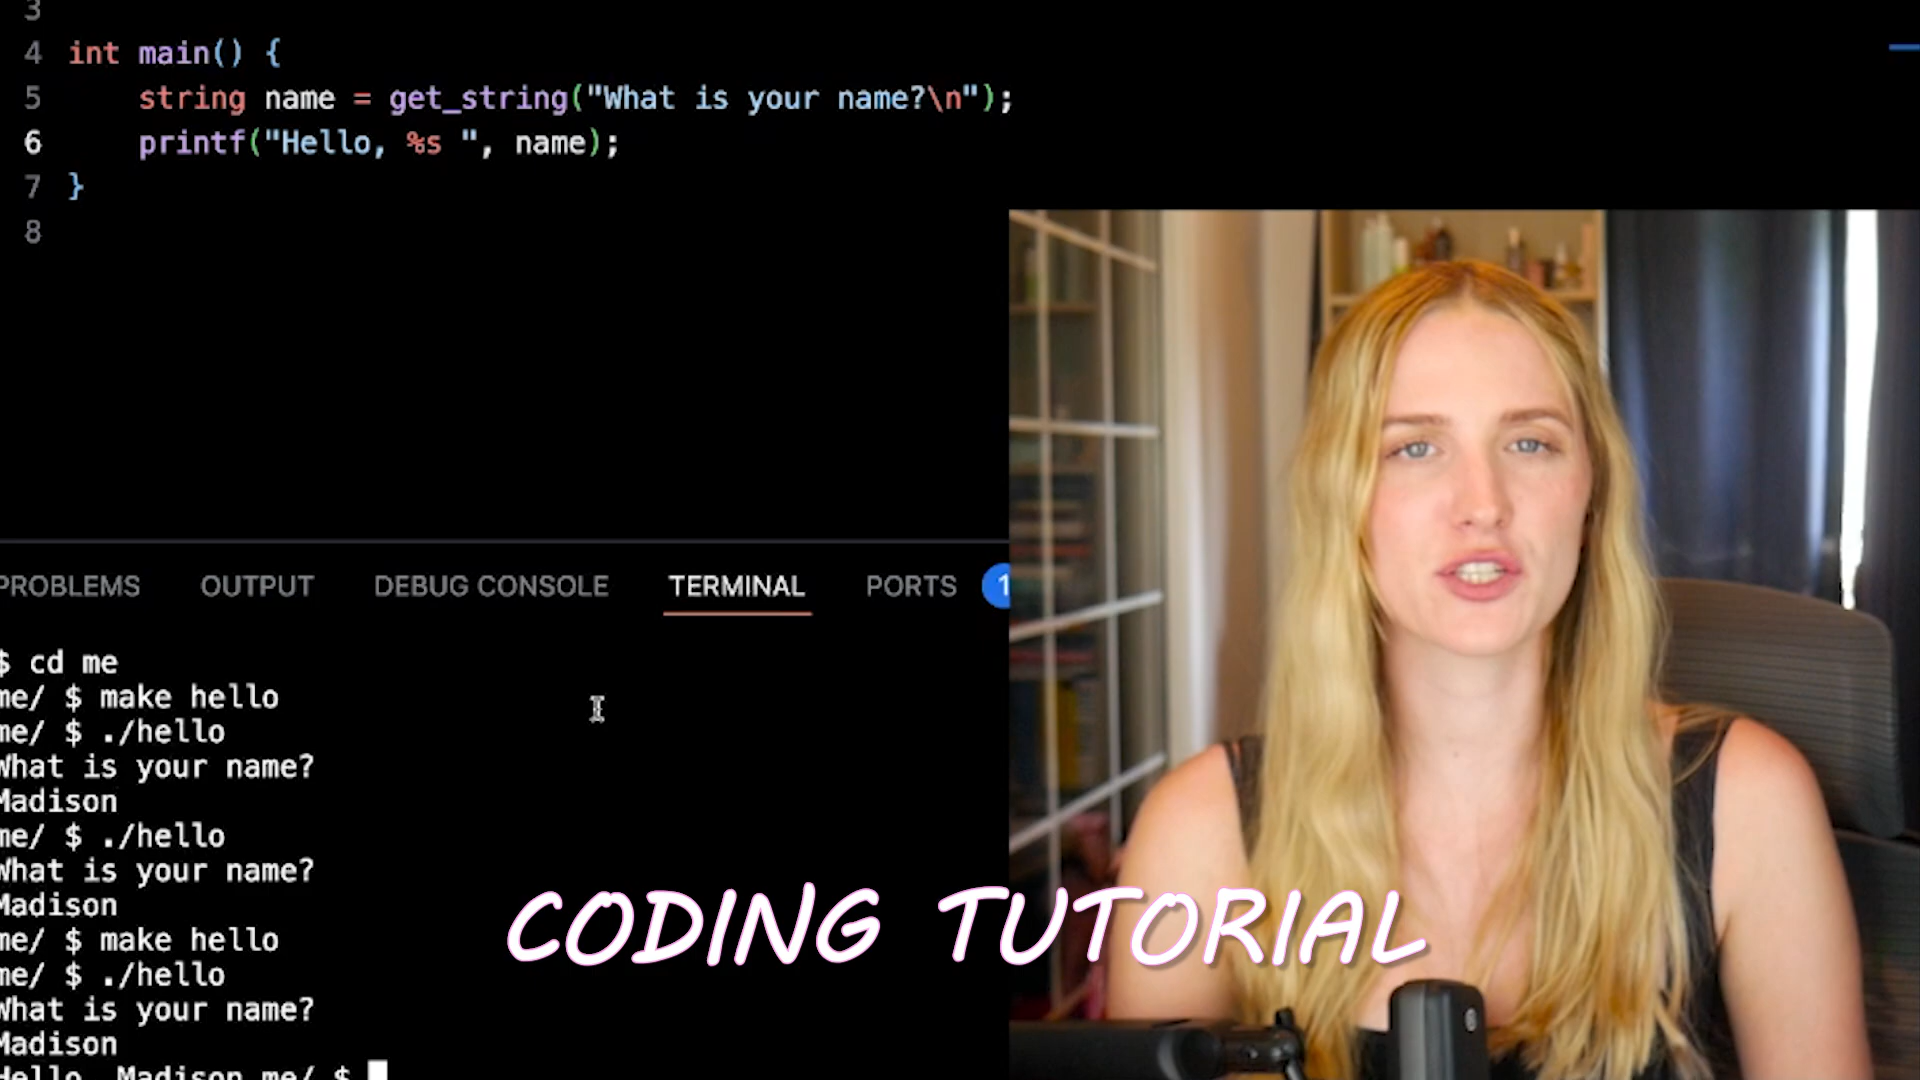 3
4 int main() {
5 string name = get_string("What is your name?\n");
6 printf("Hello, %s ", name);
7 }
8
PROBLEMS OUTPUT DEBUG CONSOLE TERMINAL PORTS 1
$ cd me
me/ $ make hello
me/ $ ./hello
What is your name?
Madison
me/ $ ./hello
What is your name?
Madison
me/ $ make hello
me/ $ ./hello
What is your name?
Madison
Hello, Madison me/ $
CODING TUTORIAL